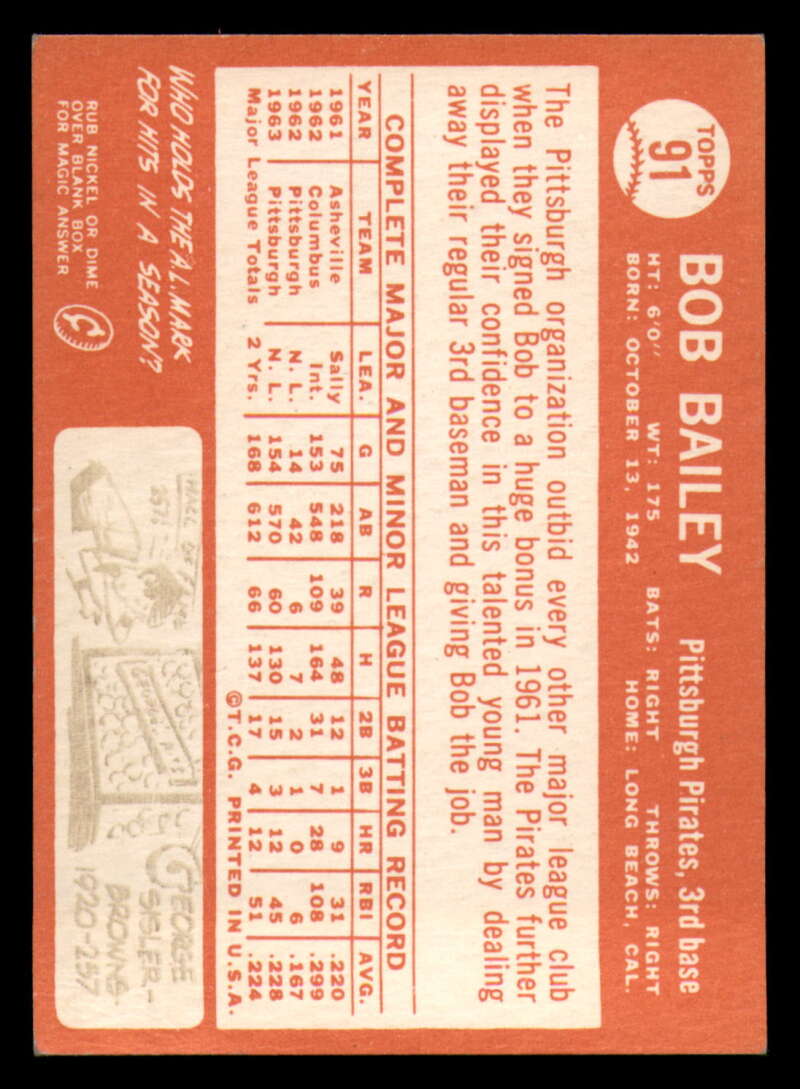 TOPPS
91
BOB BAILEY
Pittsburgh Pirates, 3rd base
HT: 6'0" WT: 175 BATS: RIGHT THROWS: RIGHT
BORN: OCTOBER 13, 1942 HOME: LONG BEACH, CAL.
The Pittsburgh organization outbid every other major league club
when they signed Bob to a huge bonus in 1961. The Pirates further
displayed their confidence in this talented young man by dealing
away their regular 3rd baseman and giving Bob the job.
COMPLETE MAJOR AND MINOR LEAGUE BATTING RECORD
YEAR TEAM LEA. G AB R H 2B 3B HR RBI AVG.
1961 Asheville Sally 75 218 39 48 12 1 9 31 .220
1962 Columbus Int. 153 548 109 164 31 7 28 108 .299
1962 Pittsburgh N. L. 14 42 6 7 2 1 0 6 .167
1963 Pittsburgh N. L. 154 570 60 130 15 3 12 45 .228
Major League Totals 2 Yrs. 168 612 66 137 17 4 12 51 .224
©T.C.G. PRINTED IN U.S.A.
WHO HOLDS THE A.L. MARK
FOR HITS IN A SEASON?
RUB NICKEL OR DIME
OVER BLANK BOX
FOR MAGIC ANSWER
GEORGE
SISLER-
BROWNS-
1920-257